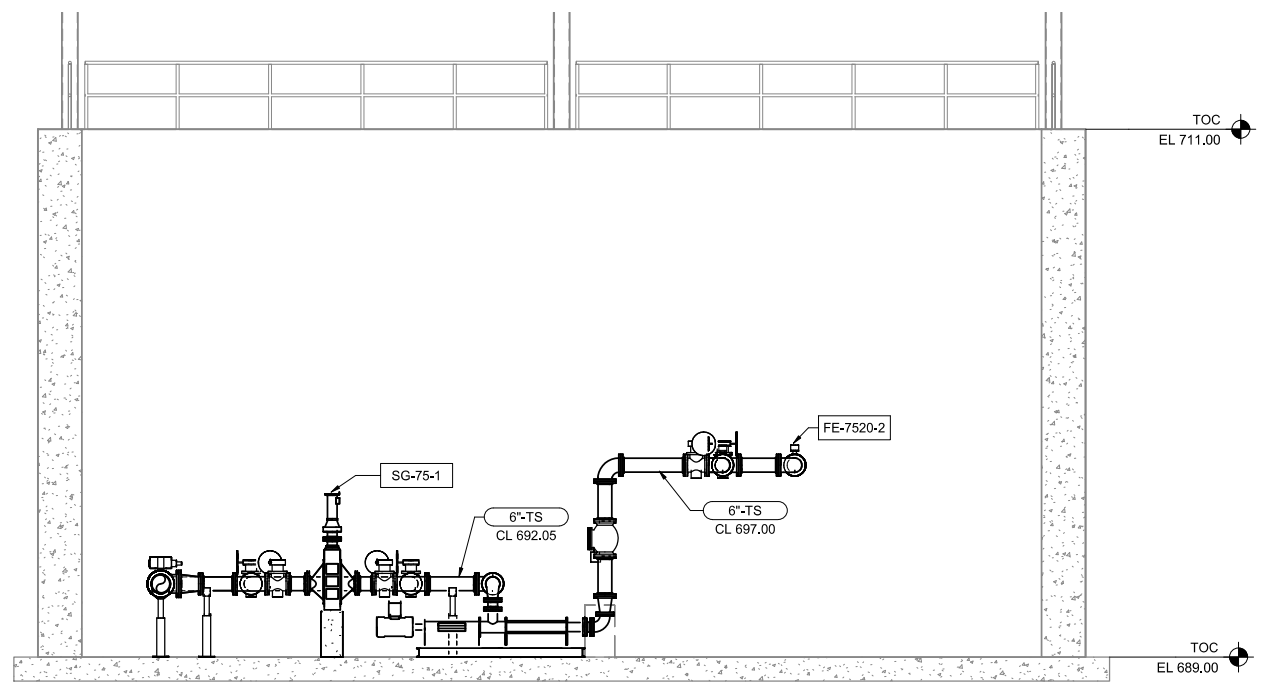 TOC
EL 711.00
FE-7520-2
SG-75-1
6"-TS
CL 697.00
6"-TS
CL 692.05
TOC
EL 689.00